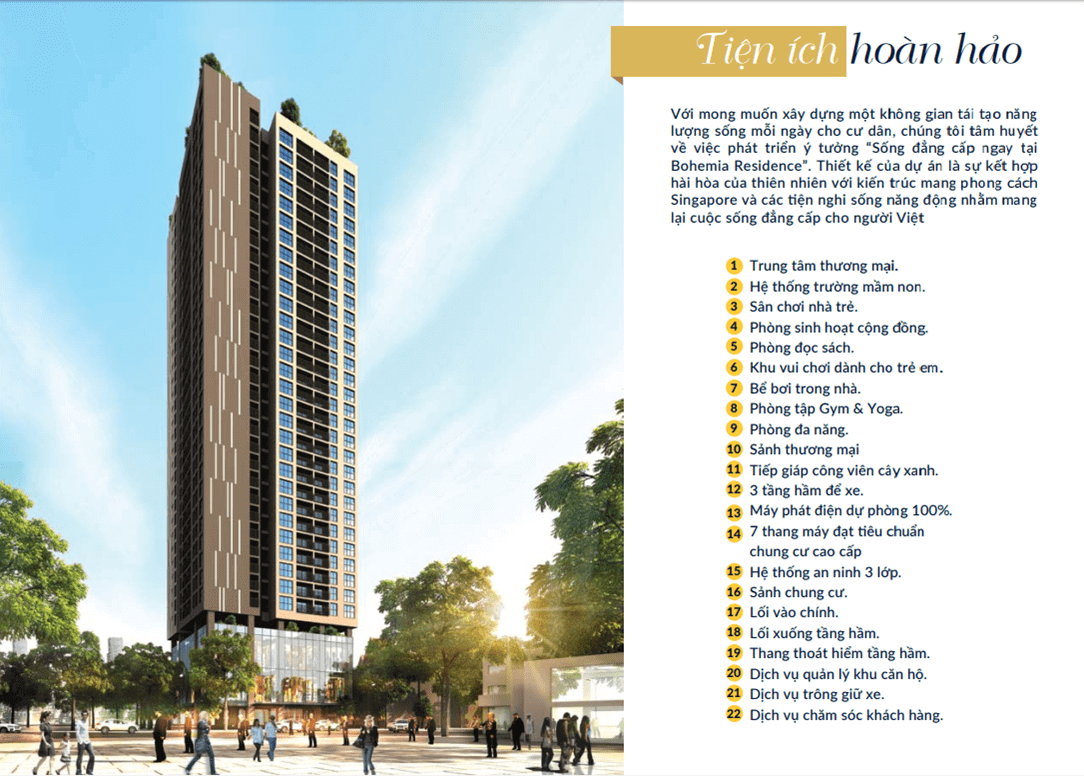 Tiện ích hoàn hảo
Với mong muốn xây dựng một không gian tái tạo năng
lượng sống mỗi ngày cho cư dân, chúng tôi tâm huyết
về việc phát triển ý tưởng “Sống đẳng cấp ngay tại
Bohemia Residence”. Thiết kế của dự án là sự kết hợp
hài hòa của thiên nhiên với kiến trúc mang phong cách
Singapore và các tiện nghi sống năng động nhằm mang
lại cuộc sống đẳng cấp cho người Việt
1 Trung tâm thương mại.
2 Hệ thống trường mầm non.
3 Sân chơi nhà trẻ.
4 Phòng sinh hoạt cộng đồng.
5 Phòng đọc sách.
6 Khu vui chơi dành cho trẻ em.
7 Bể bơi trong nhà.
8 Phòng tập Gym & Yoga.
9 Phòng đa năng.
10 Sảnh thương mại
11 Tiếp giáp công viên cây xanh.
12 3 tầng hầm để xe.
13 Máy phát điện dự phòng 100%.
14 7 thang máy đạt tiêu chuẩn
chung cư cao cấp
15 Hệ thống an ninh 3 lớp.
16 Sảnh chung cư.
17 Lối vào chính.
18 Lối xuống tầng hầm.
19 Thang thoát hiểm tầng hầm.
20 Dịch vụ quản lý khu căn hộ.
21 Dịch vụ trông giữ xe.
22 Dịch vụ chăm sóc khách hàng.